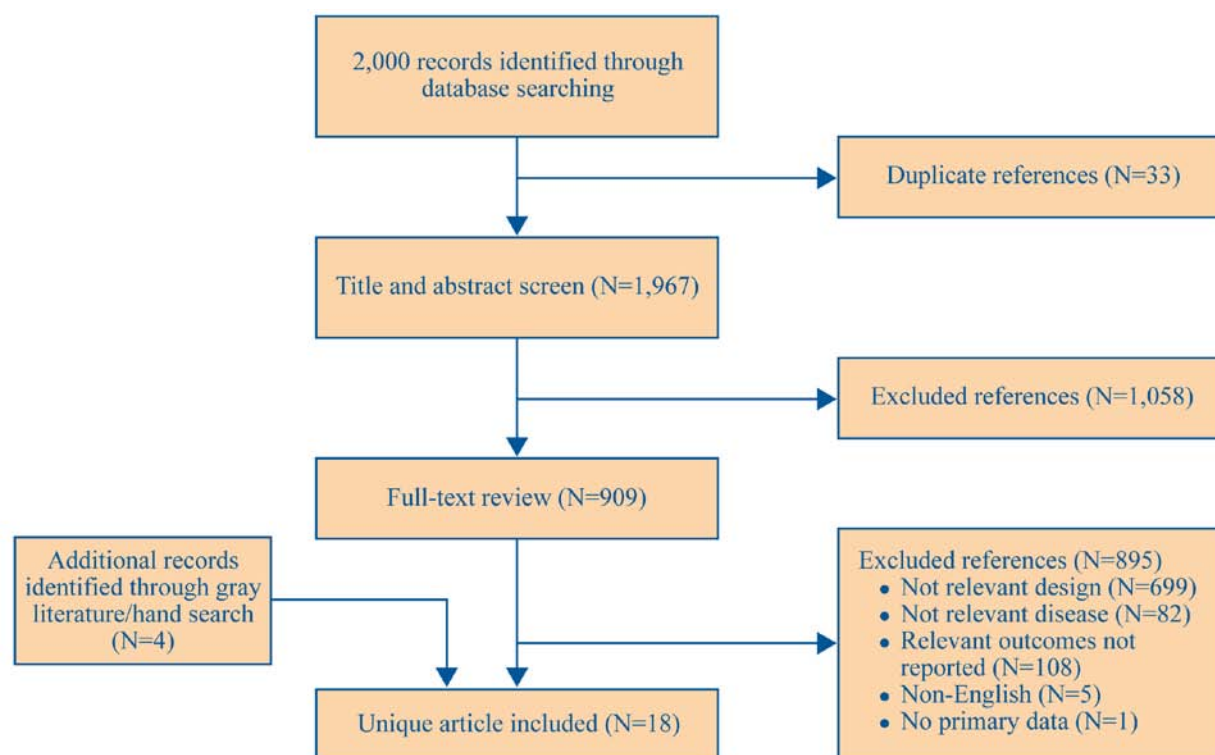 2,000 records identified through
database searching
Duplicate references (N=33)
Title and abstract screen (N=1,967)
Excluded references (N=1,058)
Full-text review (N=909)
Additional records
identified through gray
literature/hand search
(N=4)
Excluded references (N=895)
• Not relevant design (N=699)
• Not relevant disease (N=82)
• Relevant outcomes not
reported (N=108)
• Non-English (N=5)
• No primary data (N=1)
Unique article included (N=18)